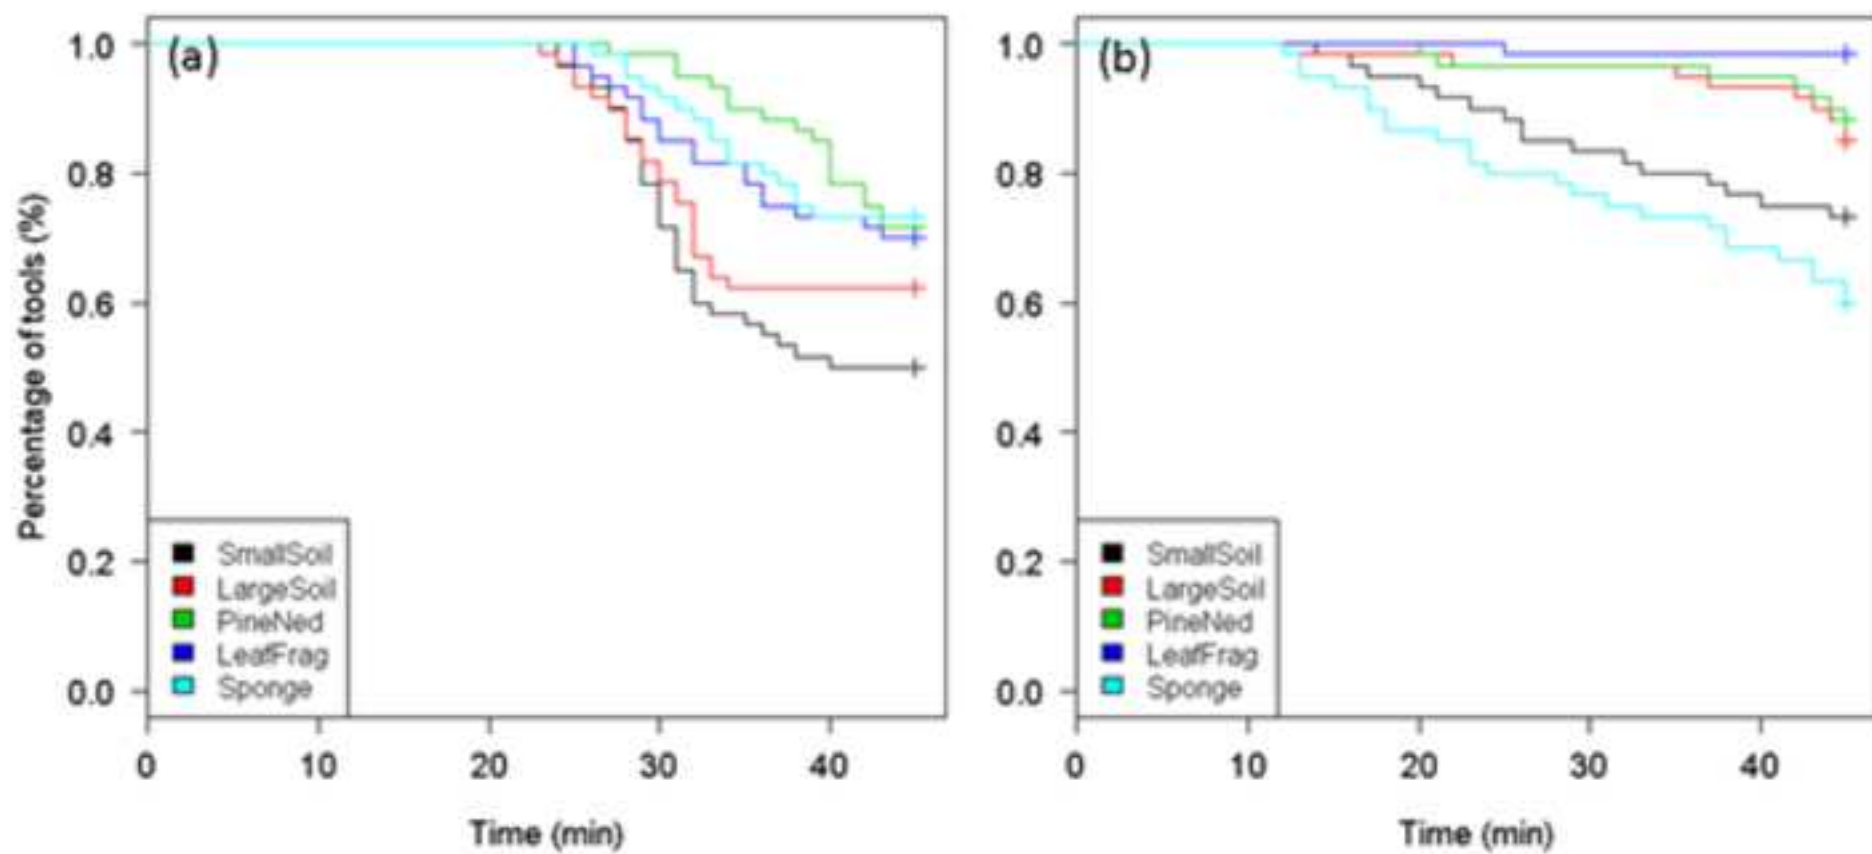 (a)
1.0
0.8
0.6
0.4
0.2
0.0
Percentage of tools (%)
SmallSoil
LargeSoil
PineNed
LeafFrag
Sponge
0 10 20 30 40
Time (min)
(b)
1.0
0.8
0.6
0.4
0.2
0.0
SmallSoil
LargeSoil
PineNed
LeafFrag
Sponge
0 10 20 30 40
Time (min)